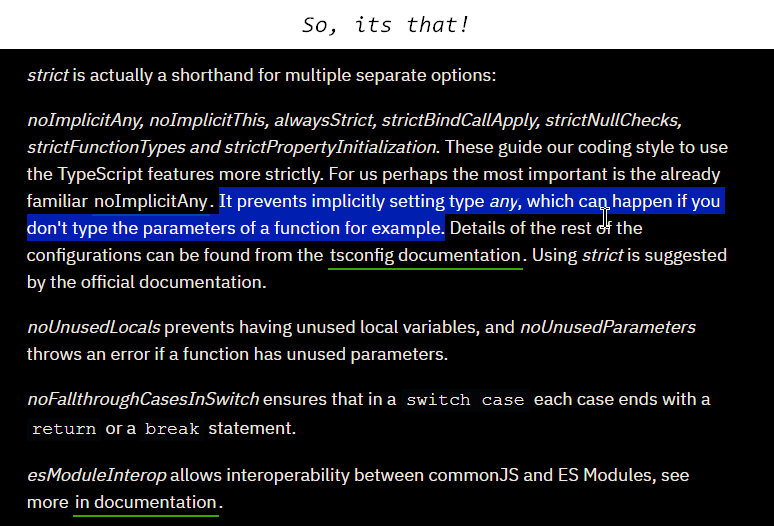 So, its that!
strict is actually a shorthand for multiple separate options:
noImplicitAny, noImplicitThis, alwaysStrict, strictBindCallApply, strictNullChecks,
strictFunctionTypes and strictPropertyInitialization. These guide our coding style to use
the TypeScript features more strictly. For us perhaps the most important is the already
familiar noImplicitAny. It prevents implicitly setting type any, which can happen if you
don't type the parameters of a function for example. Details of the rest of the
configurations can be found from the tsconfig documentation. Using strict is suggested
by the official documentation.
noUnusedLocals prevents having unused local variables, and noUnusedParameters
throws an error if a function has unused parameters.
noFallthroughCasesInSwitch ensures that in a switch case each case ends with a
return or a break statement.
esModuleInterop allows interoperability between commonJS and ES Modules, see
more in documentation.